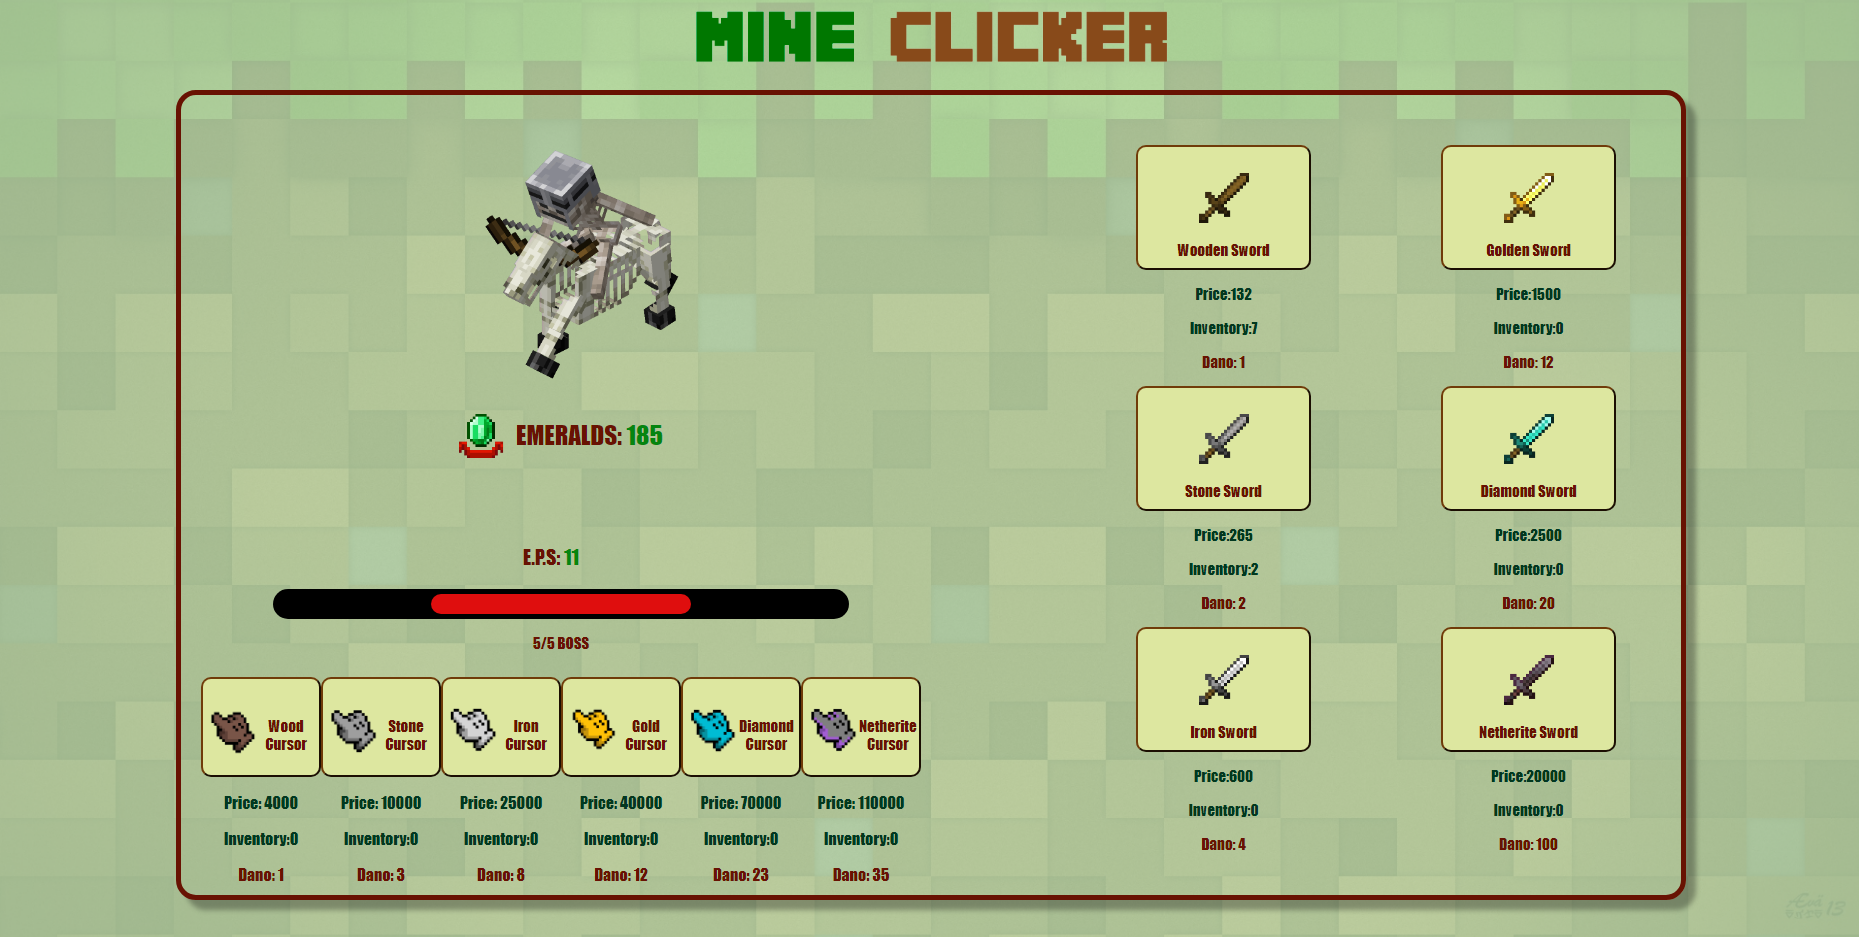 MINE CLICKER
EMERALDS: 185
E.P.S: 11
5/5 BOSS
Wood
Cursor
Price: 4000
Inventory:0
Dano: 1
Stone
Cursor
Price: 10000
Inventory:0
Dano: 3
Iron
Cursor
Price: 25000
Inventory:0
Dano: 8
Gold
Cursor
Price: 40000
Inventory:0
Dano: 12
Diamond
Cursor
Price: 70000
Inventory:0
Dano: 23
Netherite
Cursor
Price: 110000
Inventory:0
Dano: 35
Wooden Sword
Price:132
Inventory:7
Dano: 1
Golden Sword
Price:1500
Inventory:0
Dano: 12
Stone Sword
Price:265
Inventory:2
Dano: 2
Diamond Sword
Price:2500
Inventory:0
Dano: 20
Iron Sword
Price:600
Inventory:0
Dano: 4
Netherite Sword
Price:20000
Inventory:0
Dano: 100
13